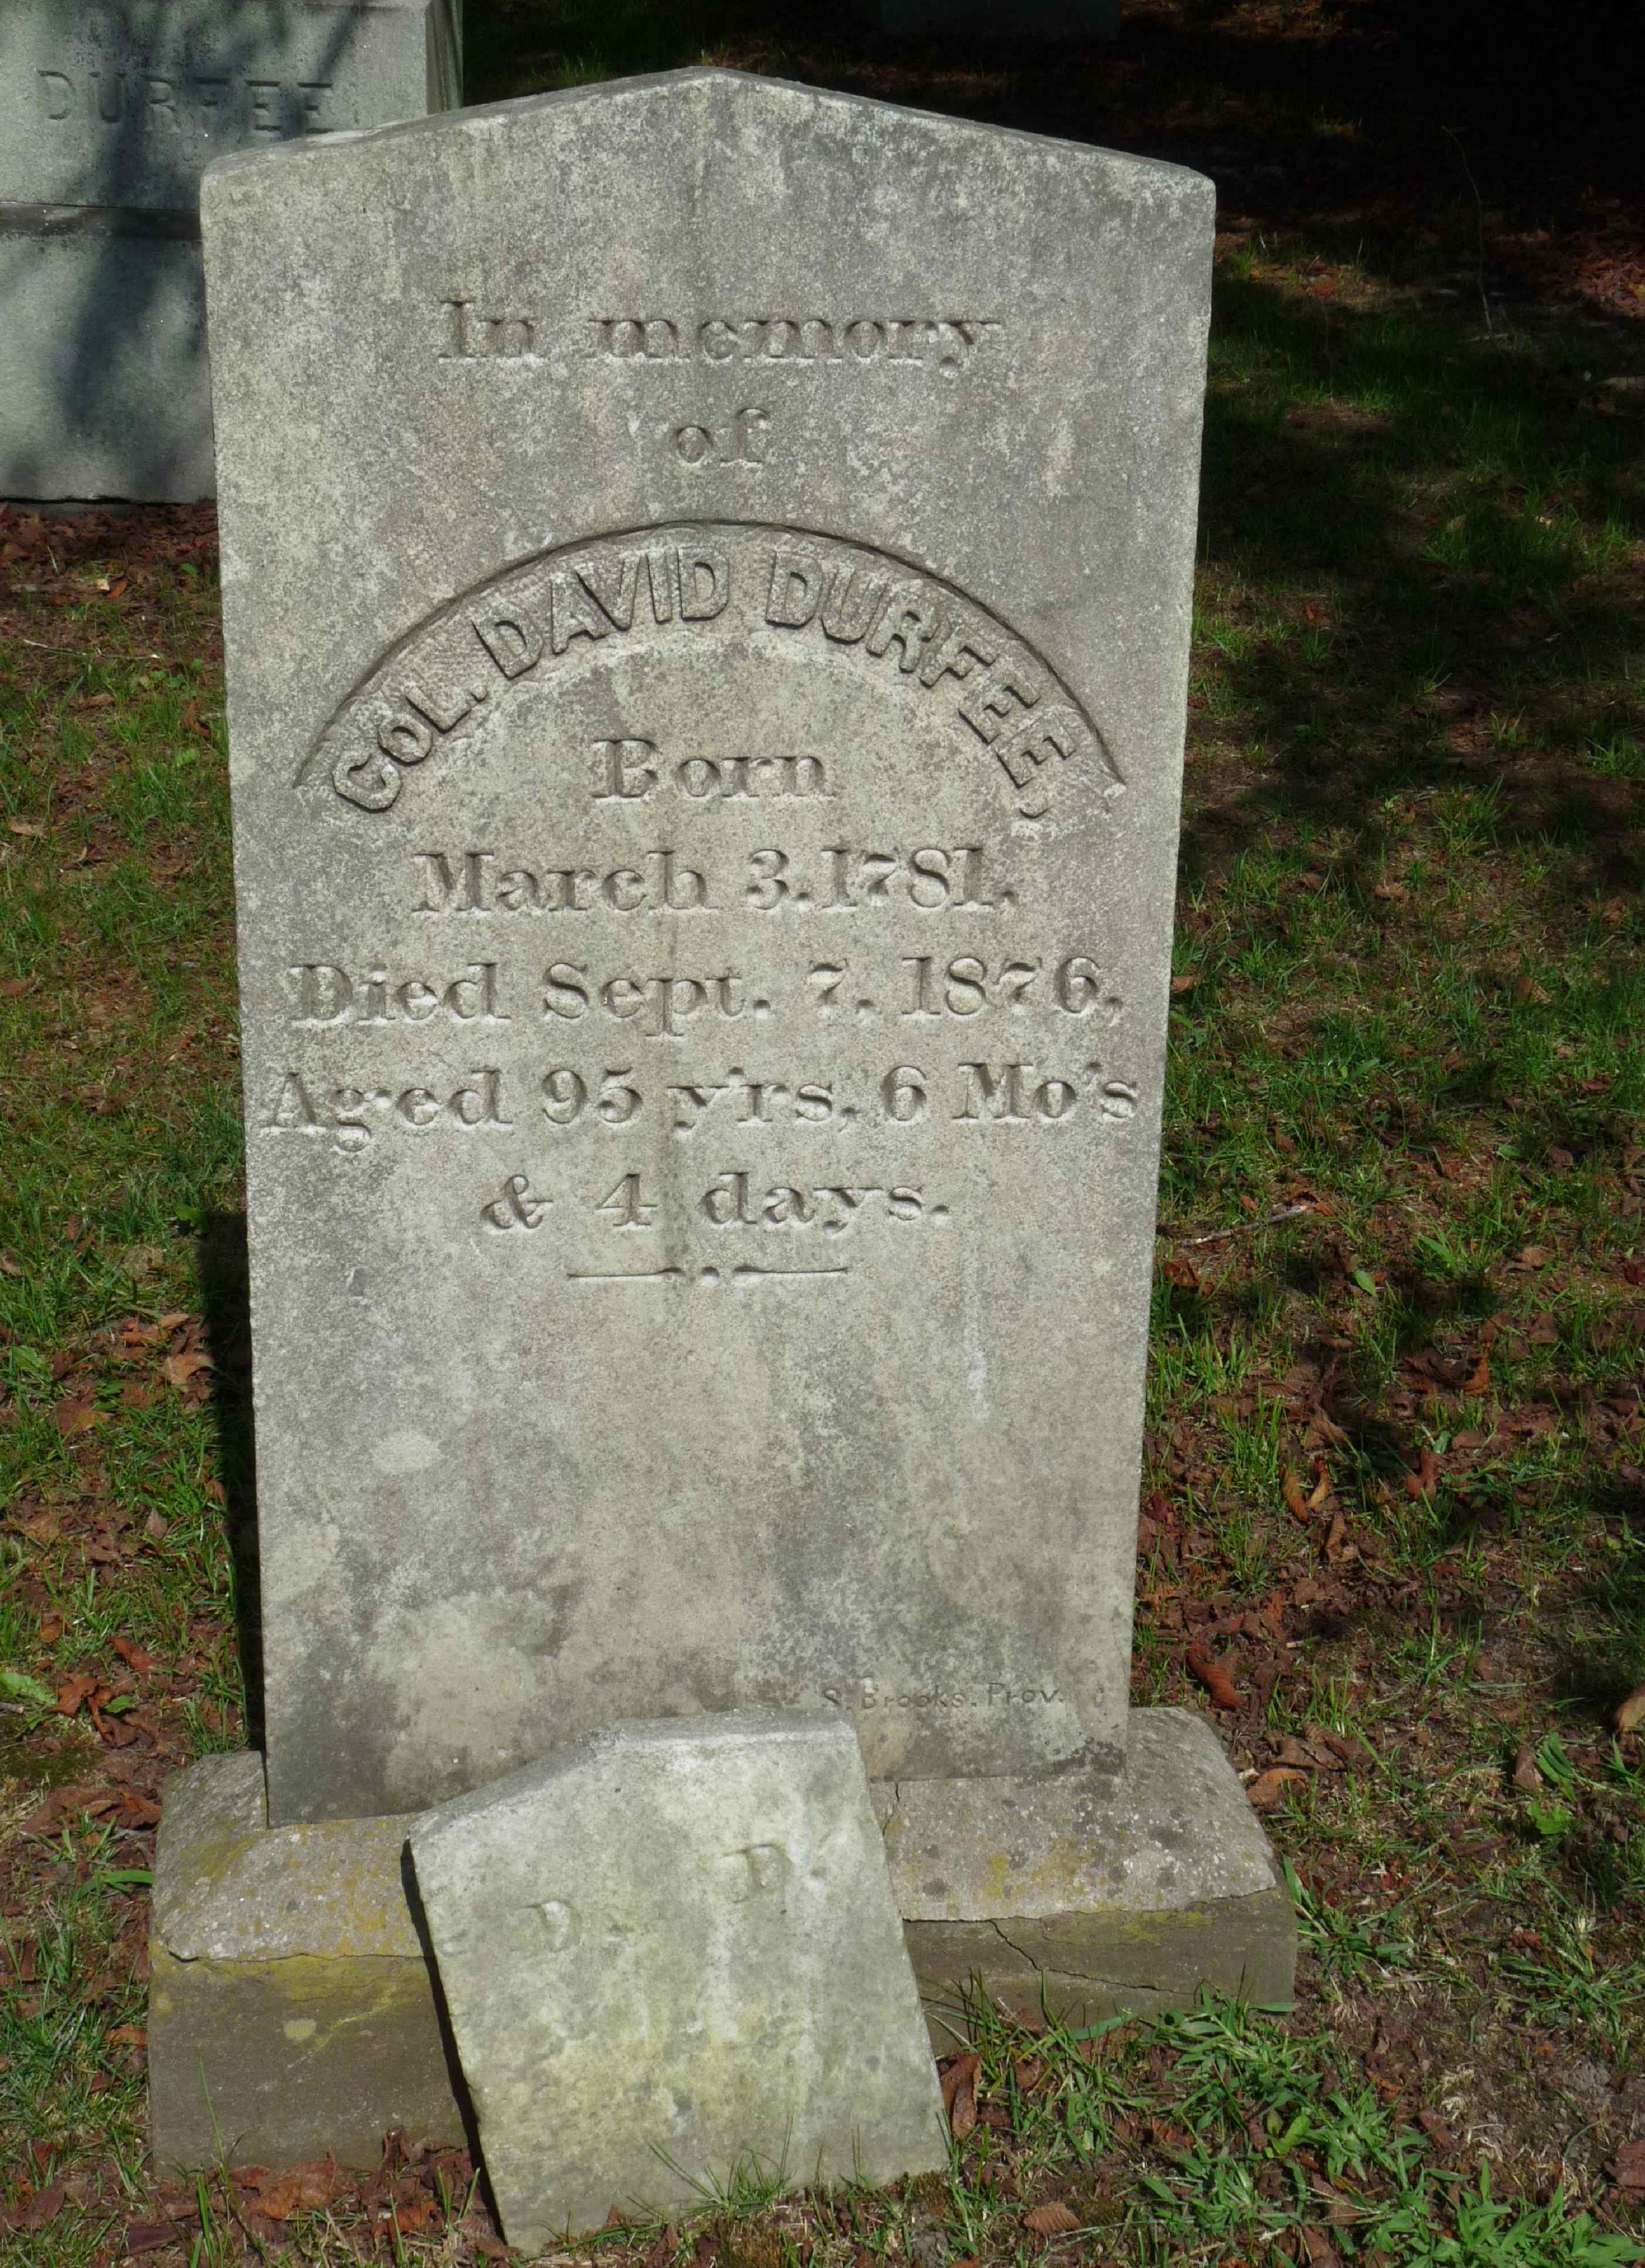 DURFEE
In memory
of
COL. DAVID DURFEE,
Born
March 3.1781.
Died Sept. 7, 1876,
Aged 95 y'rs, 6 Mo's
& 4 days.
S. Brooks. Prov.
D. D.